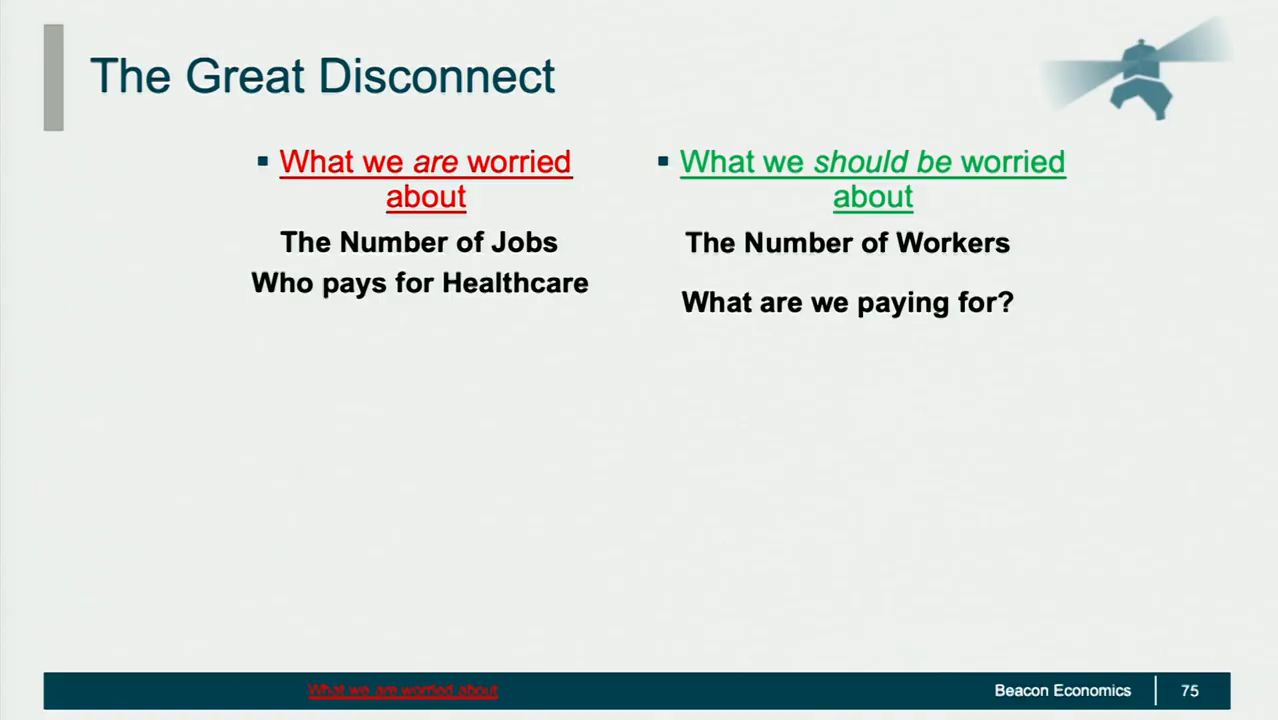 The Great Disconnect
▪ What we are worried
about
The Number of Jobs
Who pays for Healthcare
▪ What we should be worried
about
The Number of Workers
What are we paying for?
What we are worried about
Beacon Economics
75